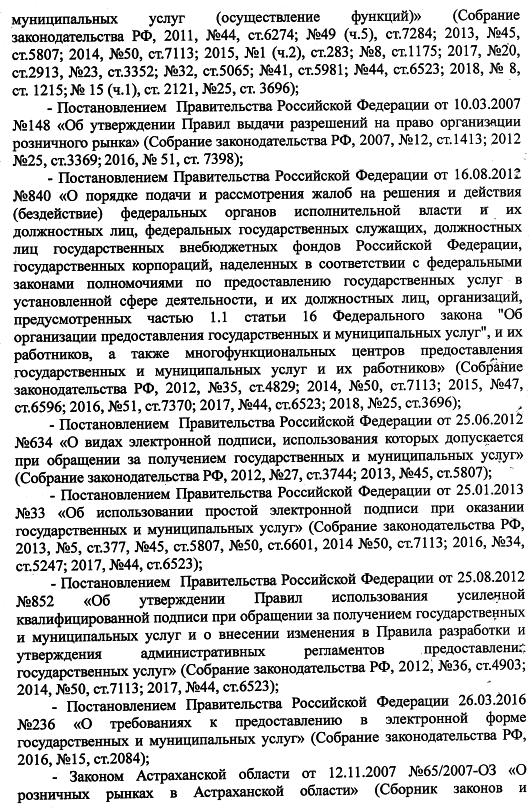 муниципальных услуг (осуществление функций)» (Собрание
законодательства РФ, 2011, №44, ст.6274; №49 (ч.5), ст.7284; 2013, №45,
ст.5807; 2014, №50, ст.7113; 2015, №1 (ч.2), ст.283; №8, ст.1175; 2017, №20,
ст.2913, №23, ст.3352; №32, ст.5065; №41, ст.5981; №44, ст.6523; 2018, № 8,
ст. 1215; № 15 (ч.1), ст. 2121, №25, ст. 3696);
- Постановлением Правительства Российской Федерации от 10.03.2007
№148 «Об утверждении Правил выдачи разрешений на право организации
розничного рынка» (Собрание законодательства РФ, 2007, №12, ст.1413; 2012
№25, ст.3369; 2016, № 51, ст. 7398);
- Постановлением Правительства Российской Федерации от 16.08.2012
№840 «О порядке подачи и рассмотрения жалоб на решения и действия
(бездействие) федеральных органов исполнительной власти и их
должностных лиц, федеральных государственных служащих, должностных
лиц государственных внебюджетных фондов Российской Федерации,
государственных корпораций, наделенных в соответствии с федеральными
законами полномочиями по предоставлению государственных услуг в
установленной сфере деятельности, и их должностных лиц, организаций,
предусмотренных частью 1.1 статьи 16 Федерального закона "Об
организации предоставления государственных и муниципальных услуг", и их
работников, а также многофункциональных центров предоставления
государственных и муниципальных услуг и их работников» (Собрание
законодательства РФ, 2012, №35, ст.4829; 2014, №50, ст.7113; 2015, №47,
ст.6596; 2016, №51, ст.7370; 2017, №44, ст.6523; 2018, №25, ст.3696);
- Постановлением Правительства Российской Федерации от 25.06.2012
№634 «О видах электронной подписи, использования которых допускается
при обращении за получением государственных и муниципальных услуг»
(Собрание законодательства РФ, 2012, №27, ст.3744; 2013, №45, ст.5807);
- Постановлением Правительства Российской Федерации от 25.01.2013
№33 «Об использовании простой электронной подписи при оказании
государственных и муниципальных услуг» (Собрание законодательства РФ,
2013, №5, ст.377, №45, ст.5807, №50, ст.6601, 2014 №50, ст.7113; 2016, №34,
ст.5247; 2017, №44, ст.6523);
- Постановлением Правительства Российской Федерации от 25.08.2012
№852 «Об утверждении Правил использования усиленной
квалифицированной подписи при обращении за получением государственных
и муниципальных услуг и о внесении изменения в Правила разработки и
утверждения административных регламентов предоставления
государственных услуг» (Собрание законодательства РФ, 2012, №36, ст.4903;
2014, №50, ст.7113; 2017, №44, ст.6523);
- Постановлением Правительства Российской Федерации 26.03.2016
№236 «О требованиях к предоставлению в электронной форме
государственных и муниципальных услуг» (Собрание законодательства РФ,
2016, №15, ст.2084);
- Законом Астраханской области от 12.11.2007 №65/2007-ОЗ «О
розничных рынках в Астраханской области» (Сборник законов и